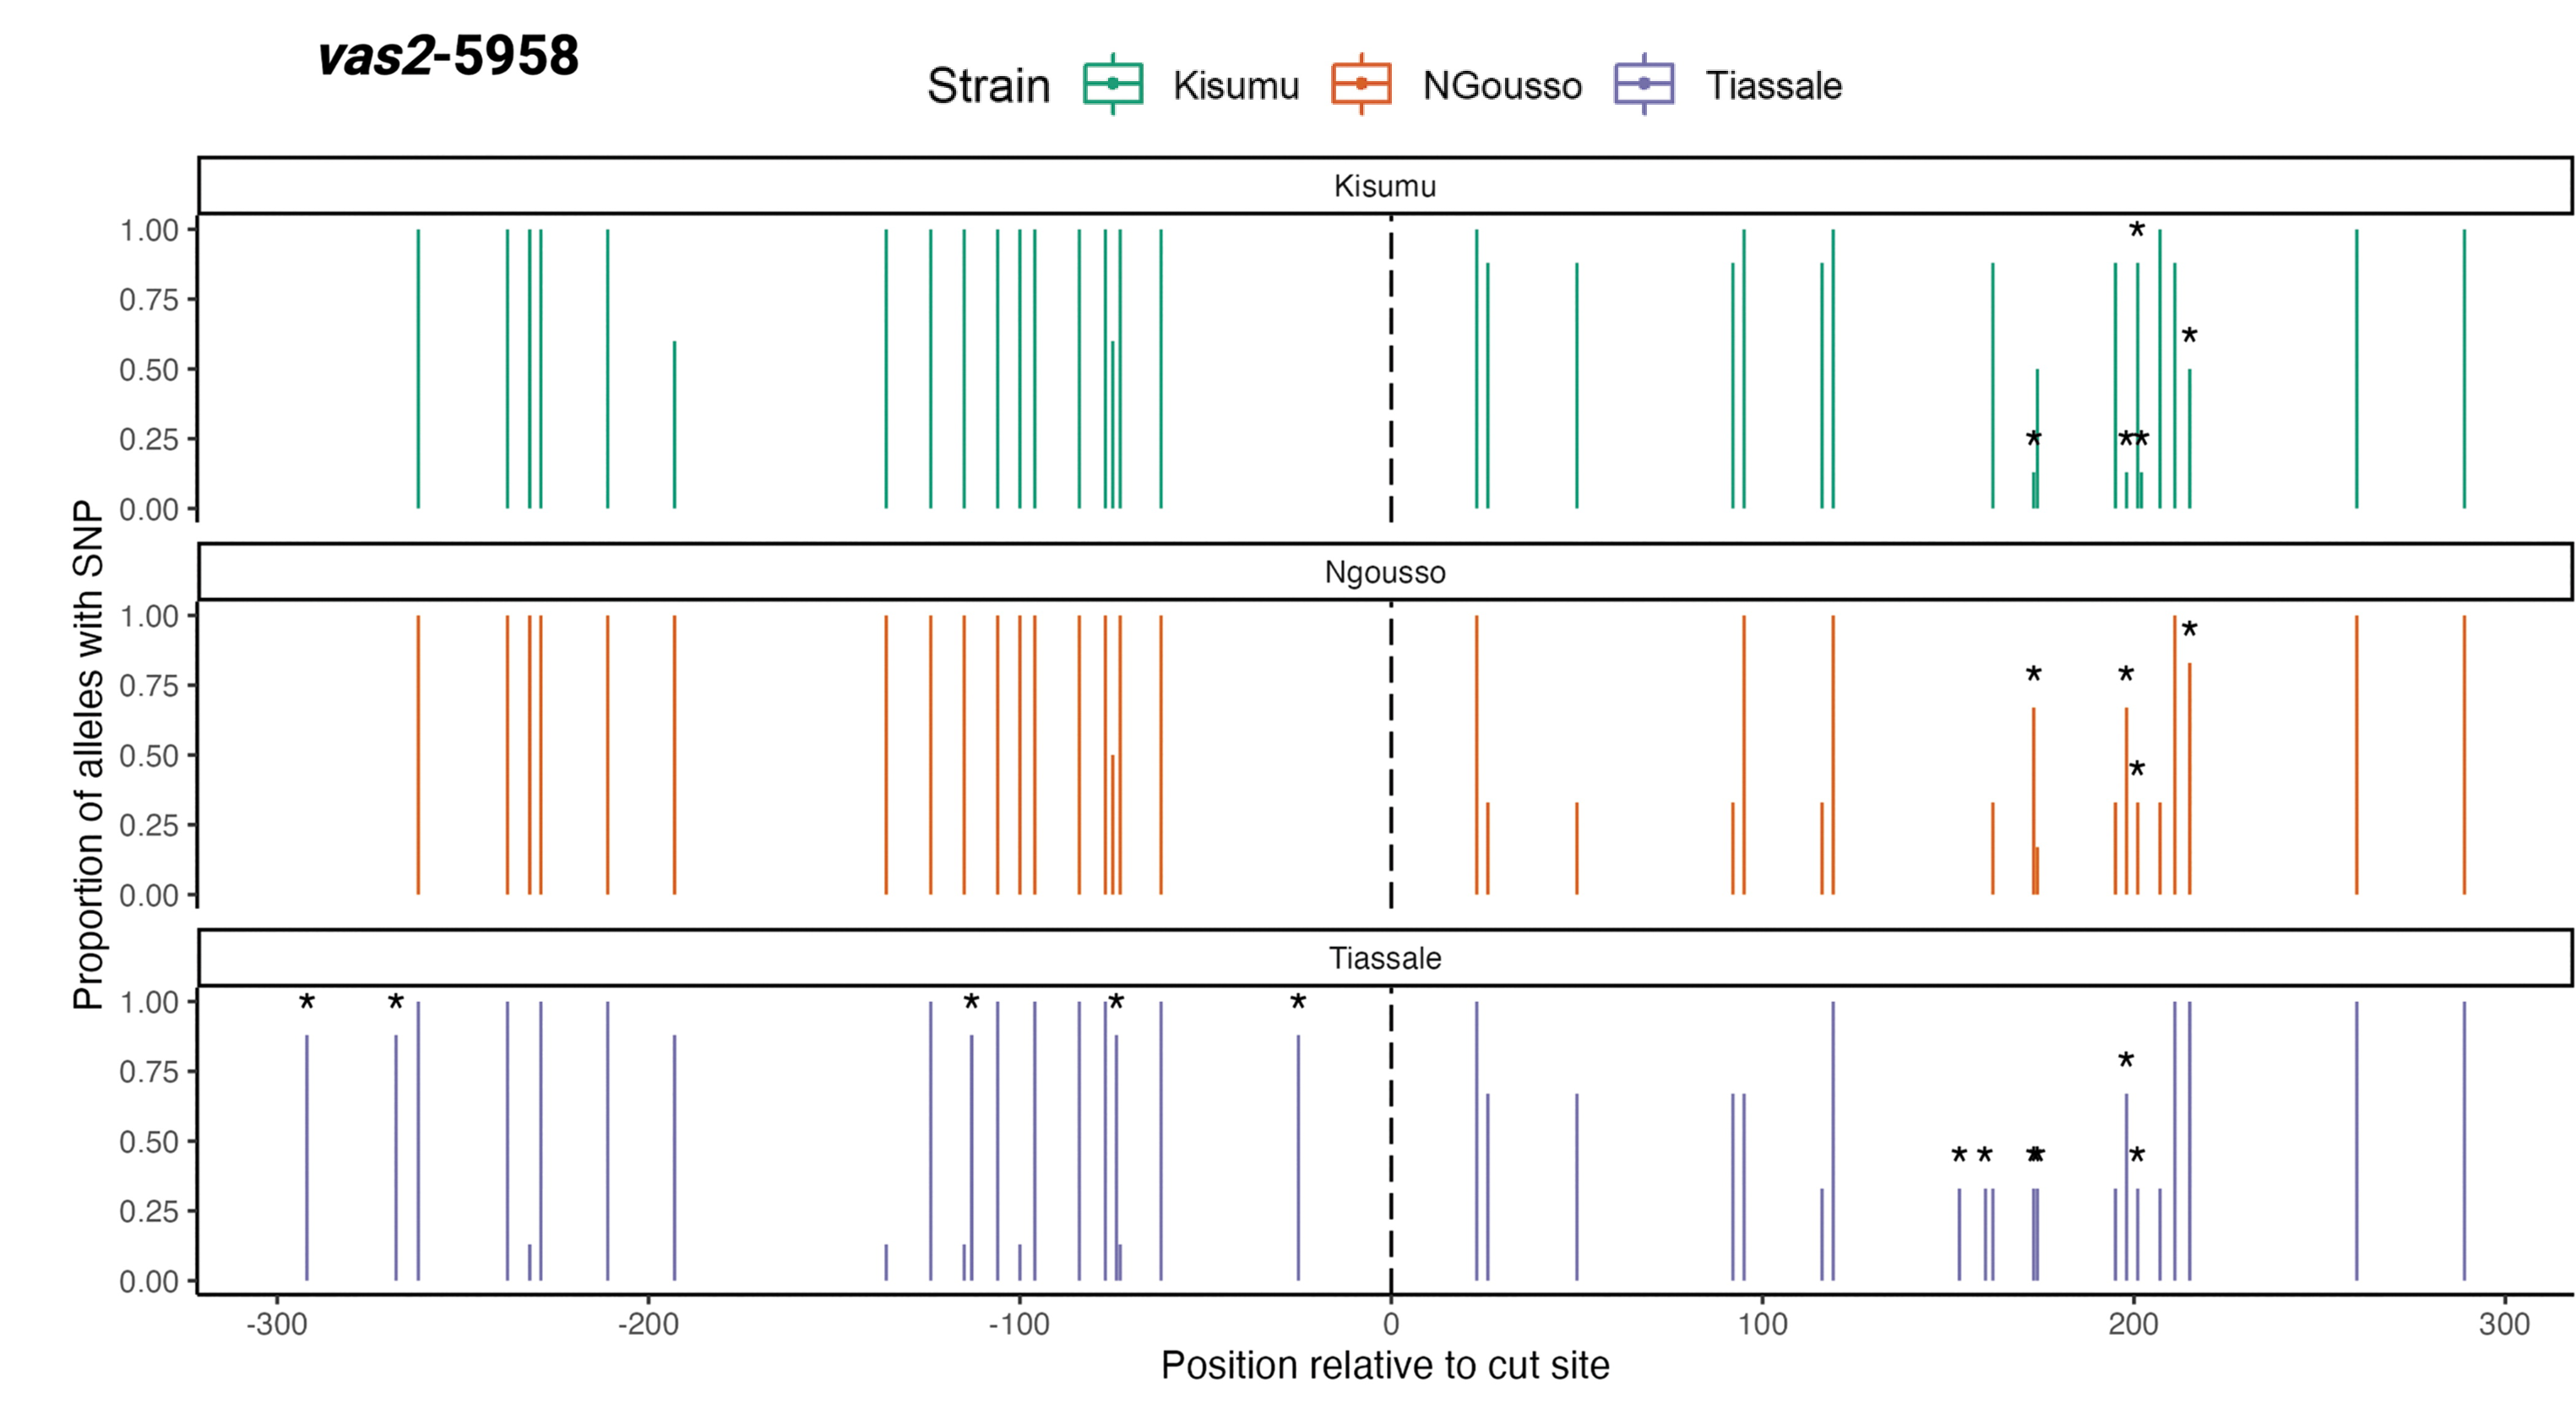 vas2-5958
Strain Kisumu NGousso Tiassale
Proportion of alleles with SNP
Kisumu
1.00
*
0.75
*
0.50
0.25
* * *
0.00
Ngousso
1.00
*
0.75
* *
0.50
*
0.25
0.00
Tiassale
1.00
* * * * *
0.75
*
0.50
* * * * *
0.25
0.00
-300 -200 -100 0 100 200 300
Position relative to cut site